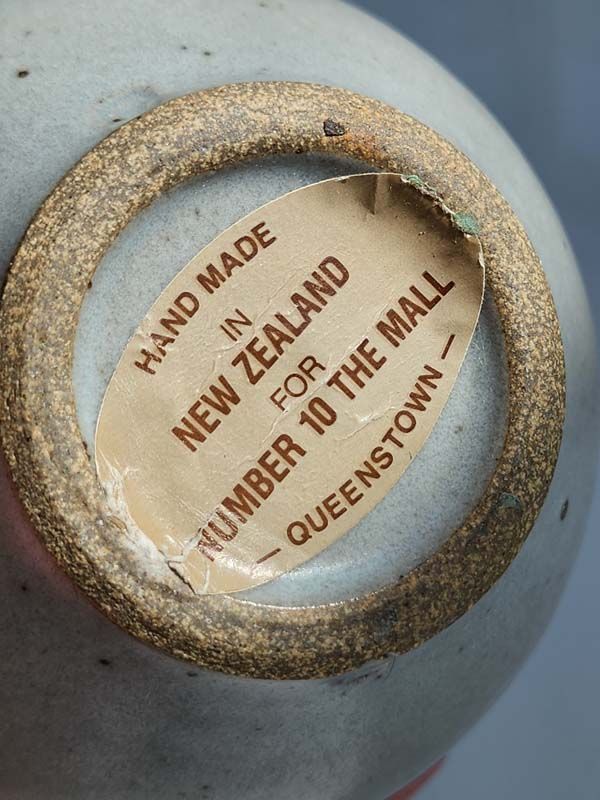 HAND MADE
IN
NEW ZEALAND
FOR
NUMBER 10 THE MALL
— QUEENSTOWN —